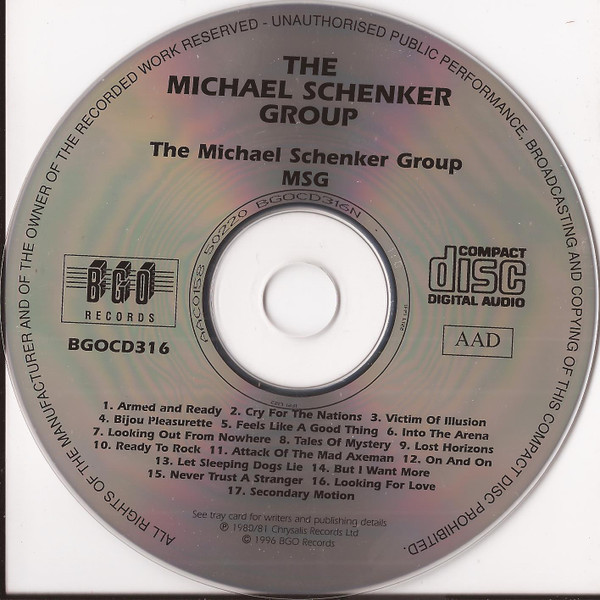 ALL RIGHTS OF THE MANUFACTURER AND OF THE OWNER OF THE RECORDED WORK RESERVED - UNAUTHORISED PUBLIC PERFORMANCE, BROADCASTING AND COPYING OF THIS COMPACT DISC PROHIBITED.
THE
MICHAEL SCHENKER
GROUP
The Michael Schenker Group
MSG
AAC0158 50220 BGOCD316N
BGO
RECORDS
BGOCD316
COMPACT
disc
DIGITAL AUDIO
AAD
1. Armed and Ready 2. Cry For The Nations 3. Victim Of Illusion
4. Bijou Pleasurette 5. Feels Like A Good Thing 6. Into The Arena
7. Looking Out From Nowhere 8. Tales Of Mystery 9. Lost Horizons
10. Ready To Rock 11. Attack Of The Mad Axeman 12. On And On
13. Let Sleeping Dogs Lie 14. But I Want More
15. Never Trust A Stranger 16. Looking For Love
17. Secondary Motion
See tray card for writers and publishing details
℗ 1980/81 Chrysalis Records Ltd
© 1996 BGO Records